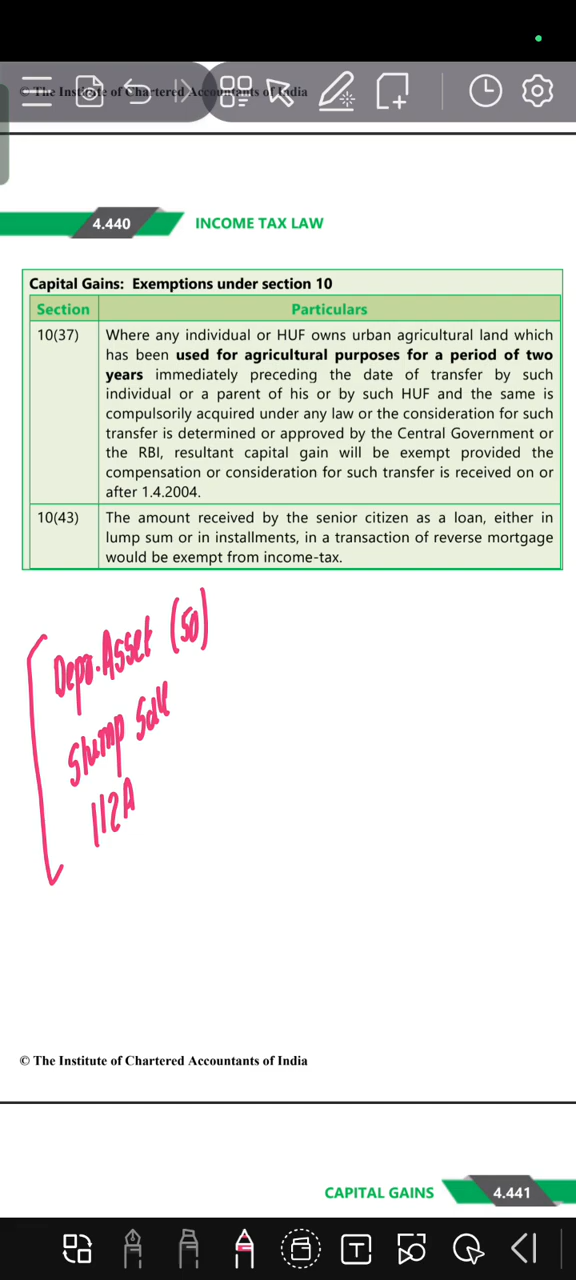 © The Institute of Chartered Accountants of India
4.440 INCOME TAX LAW
Capital Gains: Exemptions under section 10
Section Particulars
10(37) Where any individual or HUF owns urban agricultural land which
has been used for agricultural purposes for a period of two
years immediately preceding the date of transfer by such
individual or a parent of his or by such HUF and the same is
compulsorily acquired under any law or the consideration for such
transfer is determined or approved by the Central Government or
the RBI, resultant capital gain will be exempt provided the
compensation or consideration for such transfer is received on or
after 1.4.2004.
10(43) The amount received by the senior citizen as a loan, either in
lump sum or in installments, in a transaction of reverse mortgage
would be exempt from income-tax.
Depr. Asset (50)
Slump Sale
112A
© The Institute of Chartered Accountants of India
CAPITAL GAINS 4.441
T